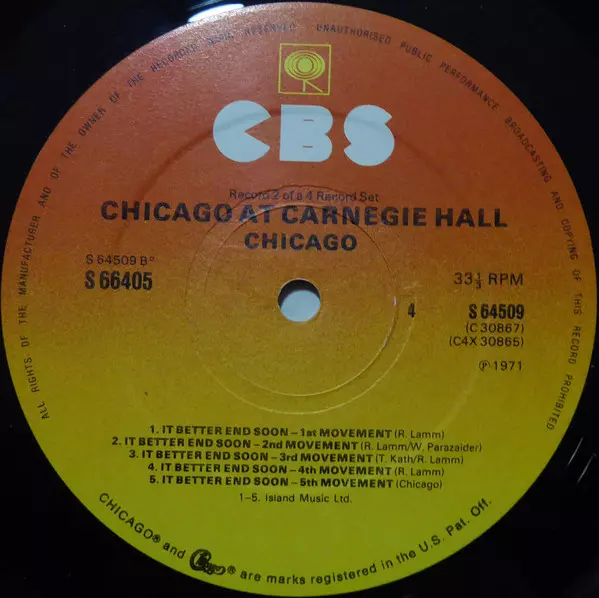 ALL RIGHTS OF THE MANUFACTURER AND OF THE OWNER OF THE RECORDED WORK RESERVED UNAUTHORISED PUBLIC PERFORMANCE BROADCASTING AND COPYING OF THIS RECORD PROHIBITED
CBS
Record 2 of a 4 Record Set
CHICAGO AT CARNEGIE HALL
CHICAGO
S 64509 B°
S 66405
33⅓ RPM
4
S 64509
(C 30867)
(C4X 30865)
℗ 1971
1. IT BETTER END SOON – 1st MOVEMENT (R. Lamm)
2. IT BETTER END SOON – 2nd MOVEMENT (R. Lamm/W. Parazaider)
3. IT BETTER END SOON – 3rd MOVEMENT (T. Kath/R. Lamm)
4. IT BETTER END SOON – 4th MOVEMENT (R. Lamm)
5. IT BETTER END SOON – 5th MOVEMENT (Chicago)
1–5. Island Music Ltd.
CHICAGO® and Chicago® are marks registered in the U.S. Pat. Off.